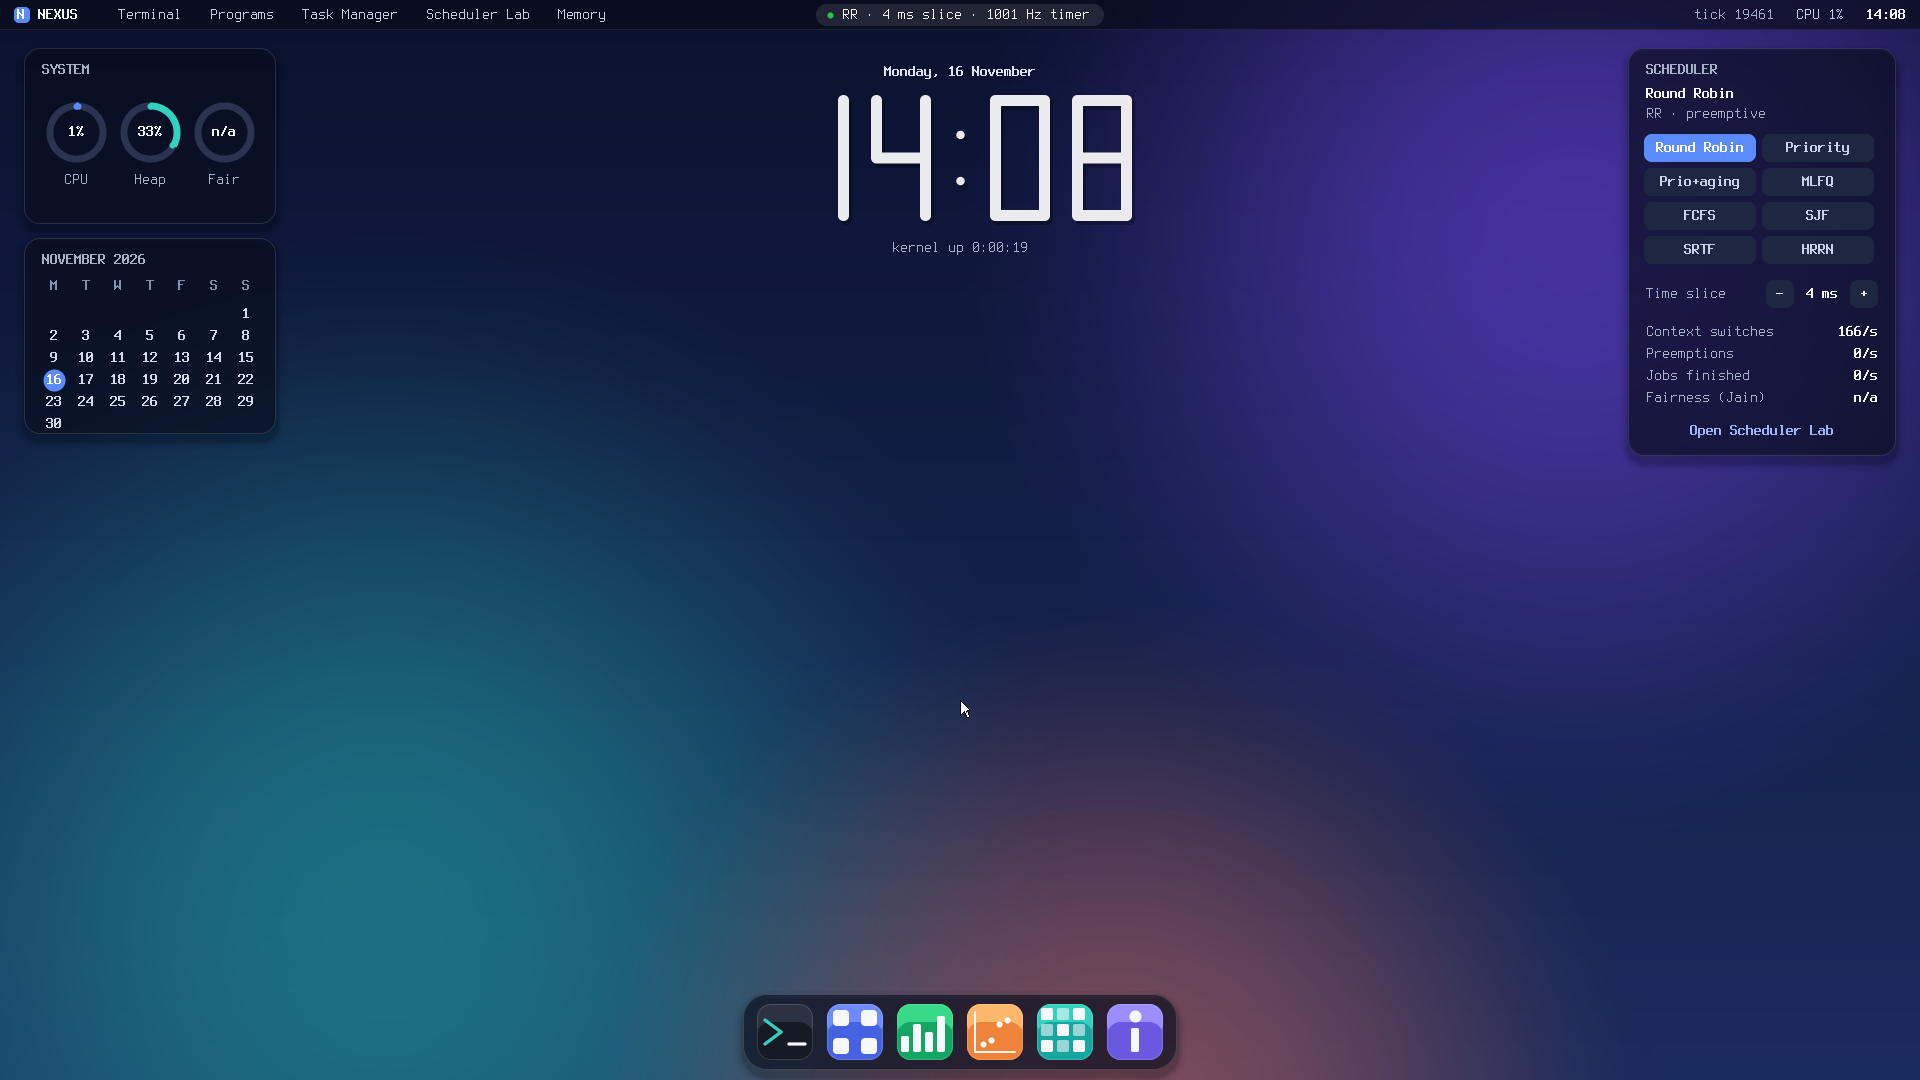 N NEXUS Terminal Programs Task Manager Scheduler Lab Memory RR · 4 ms slice · 1001 Hz timer tick 19461 CPU 1% 14:08
SYSTEM
1% 33% n/a
CPU Heap Fair
NOVEMBER 2026
M T W T F S S
1
2 3 4 5 6 7 8
9 10 11 12 13 14 15
16 17 18 19 20 21 22
23 24 25 26 27 28 29
30
Monday, 16 November
14:08
kernel up 0:00:19
SCHEDULER
Round Robin
RR · preemptive
Round Robin Priority
Prio+aging MLFQ
FCFS SJF
SRTF HRRN
Time slice − 4 ms +
Context switches 166/s
Preemptions 0/s
Jobs finished 0/s
Fairness (Jain) n/a
Open Scheduler Lab